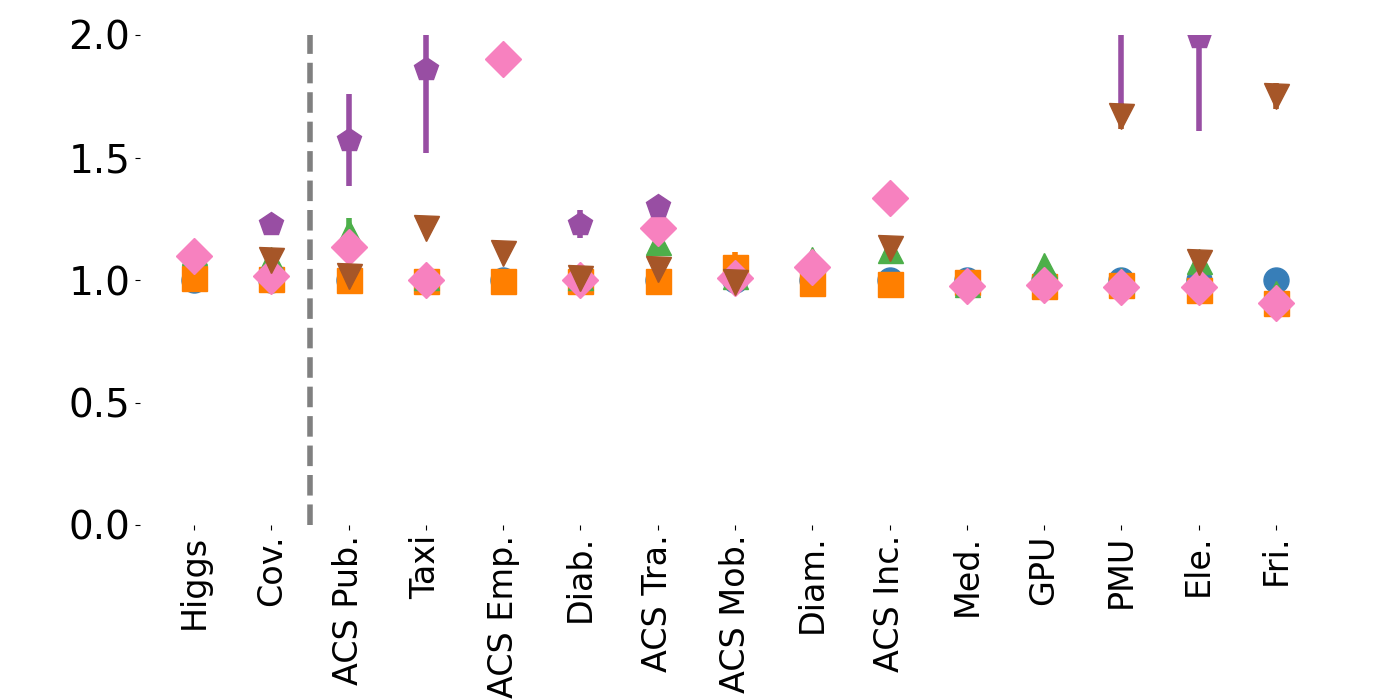 2.0
1.5
1.0
0.5
0.0
Higgs
Cov.
ACS Pub.
Taxi
ACS Emp.
Diab.
ACS Tra.
ACS Mob.
Diam.
ACS Inc.
Med.
GPU
PMU
Ele.
Fri.